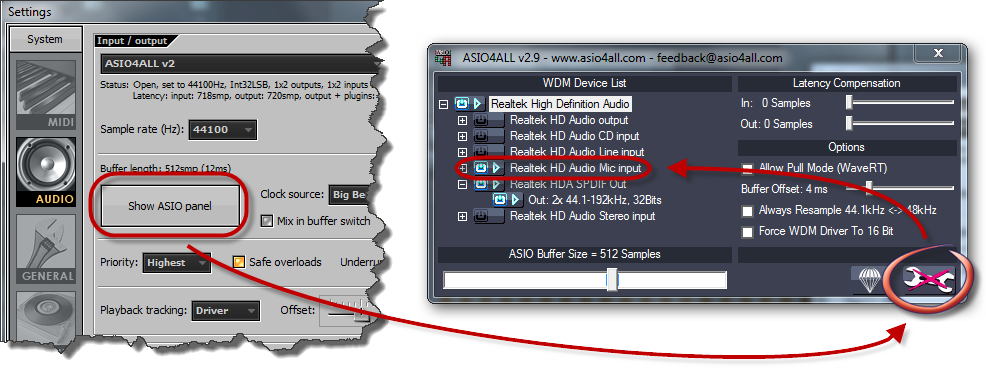 Settings
System
MIDI
AUDIO
GENERAL
Input / output
ASIO4ALL v2
Status: Open, set to 44100Hz, Int32LSB, 1x2 outputs, 1x2 inputs
Latency: input: 718smp, output: 720smp, output + plugins:
Sample rate (Hz): 44100
Buffer length: 512smp (12ms)
Show ASIO panel
Clock source: Big Be
Mix in buffer switch
Priority: Highest
Safe overloads
Underru
Playback tracking: Driver
Offset:
ASIO4ALL v2.9 - www.asio4all.com - feedback@asio4all.com
WDM Device List
Realtek High Definition Audio
Realtek HD Audio output
Realtek HD Audio CD input
Realtek HD Audio Line input
Realtek HD Audio Mic input
Realtek HDA SPDIF Out
Out: 2x 44.1-192kHz, 32Bits
Realtek HD Audio Stereo input
ASIO Buffer Size = 512 Samples
Latency Compensation
In: 0 Samples
Out: 0 Samples
Options
Allow Pull Mode (WaveRT)
Buffer Offset: 4 ms
Always Resample 44.1kHz <-> 48kHz
Force WDM Driver To 16 Bit